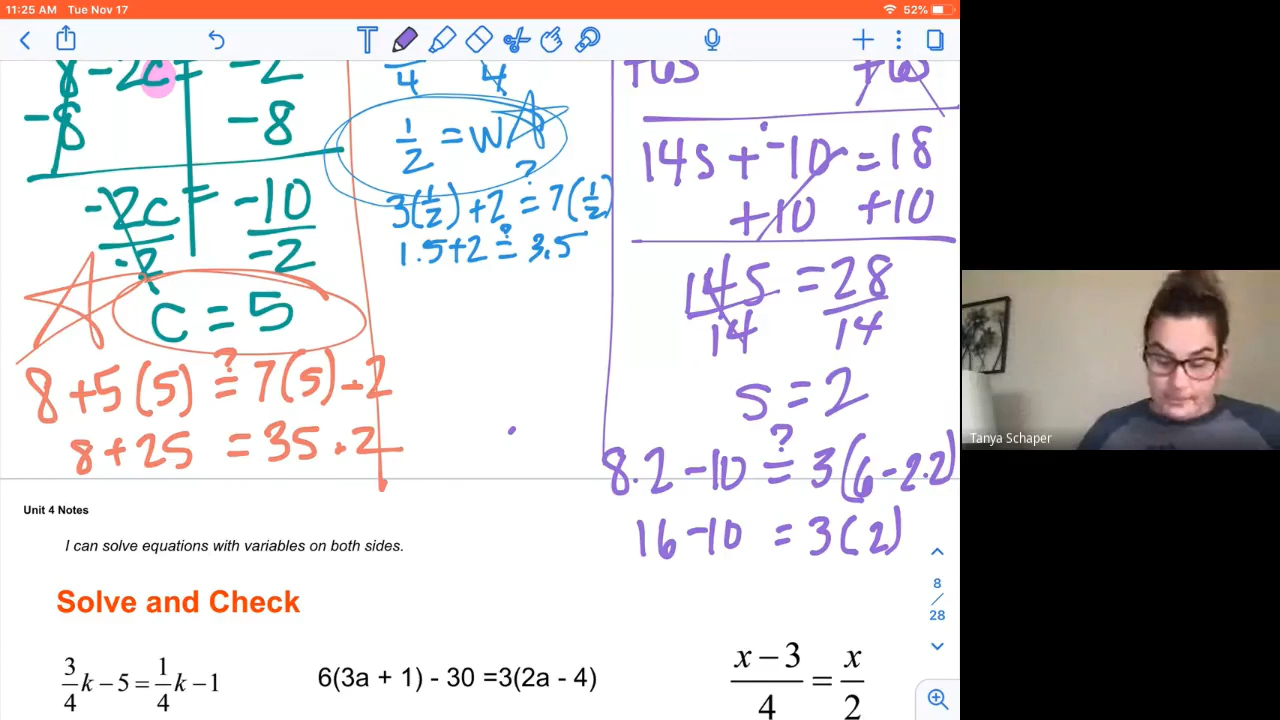 11:25 AM Tue Nov 17
52%
T
8 - 2c = -2
-8 -8
-2c = -10
-2 -2
c = 5
8 + 5(5) ?= 7(5) - 2
8 + 25 = 35 - 2
4 4
1/2 = W
3(1/2) + 2 ?= 7(1/2)
1.5 + 2 ?= 3.5
+6s +6s
14s + -10 = 18
+10 +10
14s = 28
14 14
s = 2
8·2 - 10 ?= 3(6 - 2·2)
16 - 10 = 3(2)
Tanya Schaper
Unit 4 Notes
I can solve equations with variables on both sides.
8
/
28
Solve and Check
3/4 k - 5 = 1/4 k - 1
6(3a + 1) - 30 =3(2a - 4)
x - 3 / 4 = x / 2